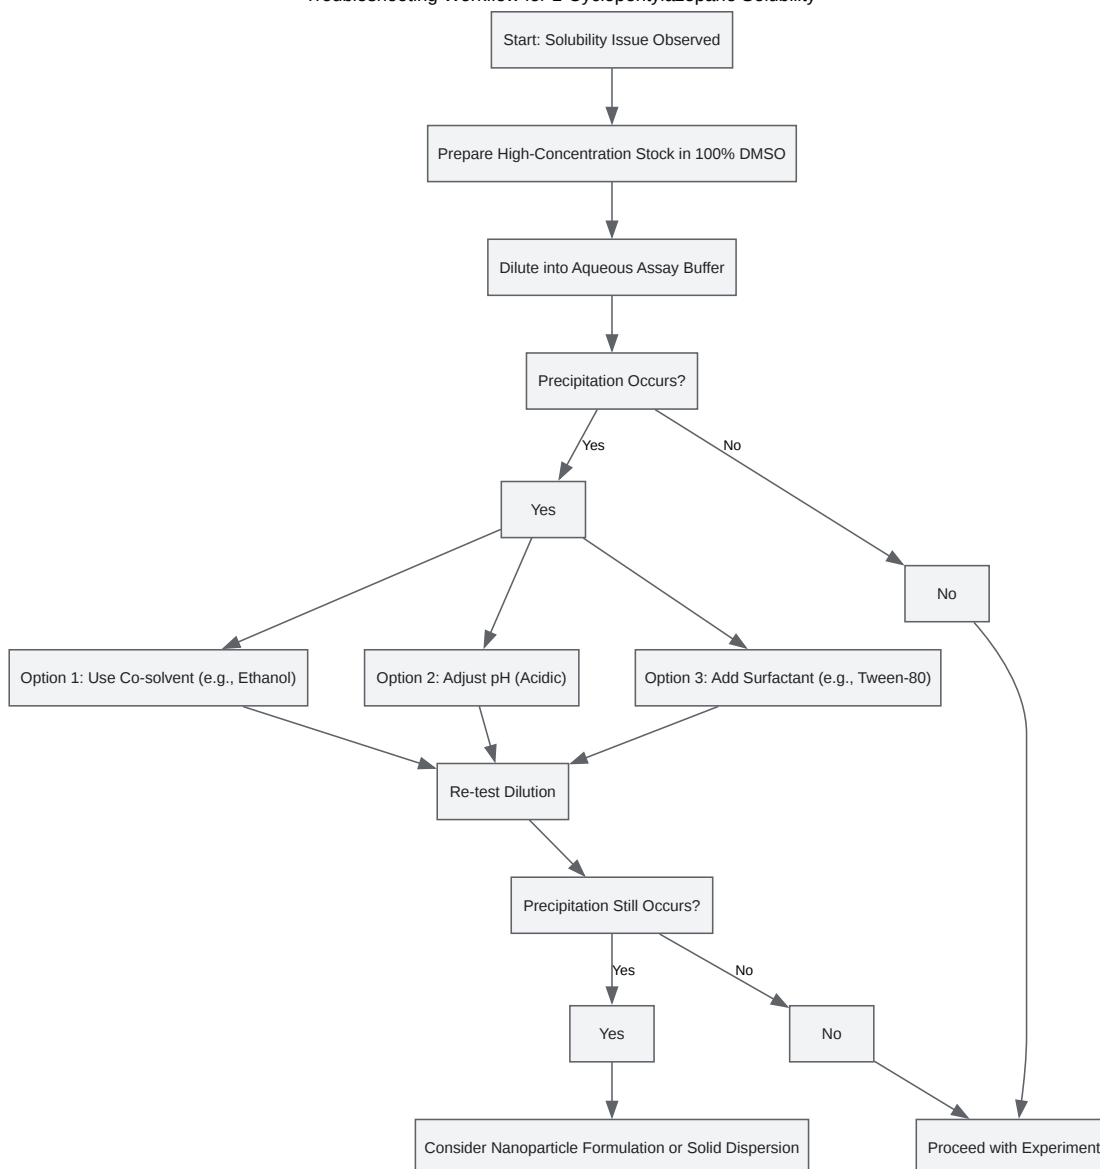 Troubleshooting Workflow for 1-Cyclopentylazepane Solubility
Start: Solubility Issue Observed
Prepare High-Concentration Stock in 100% DMSO
Dilute into Aqueous Assay Buffer
Precipitation Occurs?
Yes
No
Yes
No
Option 1: Use Co-solvent (e.g., Ethanol)
Option 2: Adjust pH (Acidic)
Option 3: Add Surfactant (e.g., Tween-80)
Re-test Dilution
Precipitation Still Occurs?
Yes
No
Yes
No
Consider Nanoparticle Formulation or Solid Dispersion
Proceed with Experiment